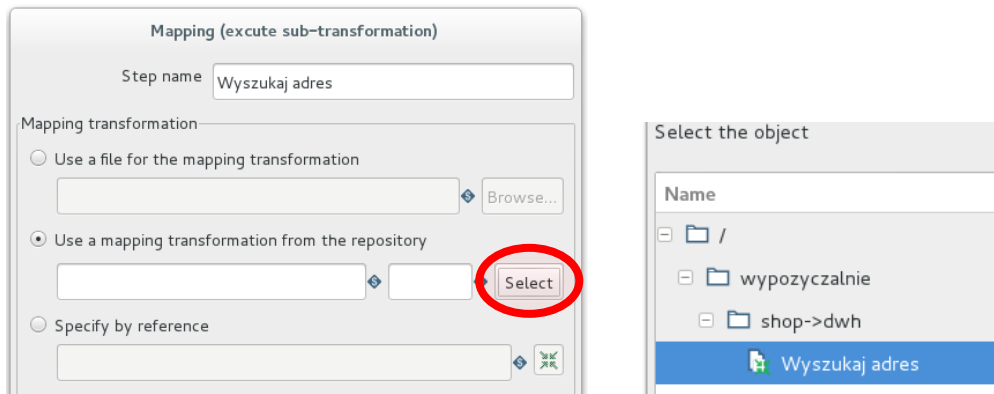 Mapping (excute sub-transformation)
Step name Wyszukaj adres
Mapping transformation
Use a file for the mapping transformation
Browse...
Use a mapping transformation from the repository
Select
Specify by reference
Select the object
Name
/
wypozyczalnie
shop->dwh
Wyszukaj adres